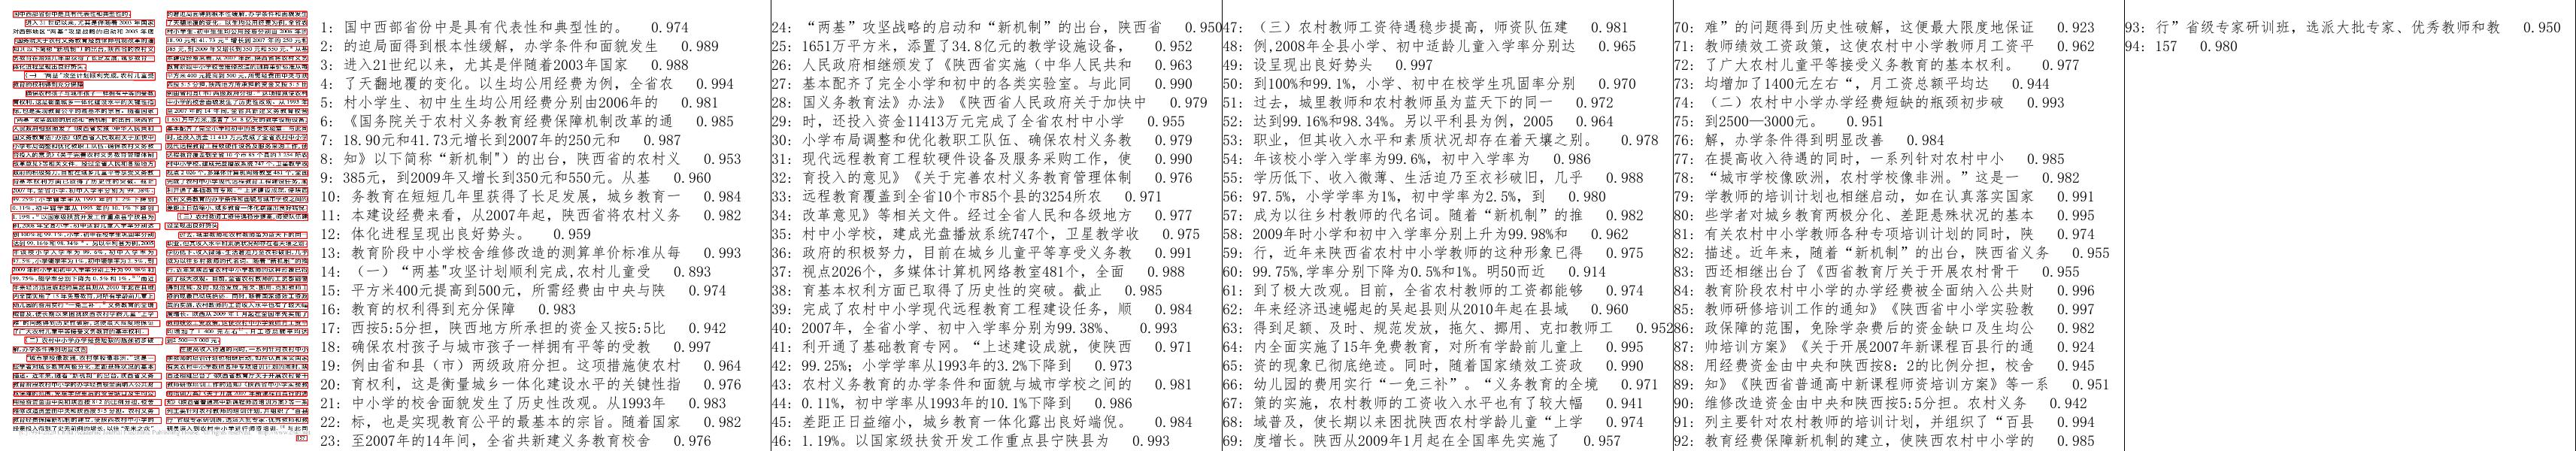 1: 国中西部省份中是具有代表性和典型性的。 0.974
2: 的迫局面得到根本性缓解，办学条件和面貌发生 0.989
3: 进入21世纪以来，尤其是伴随着2003年国家 0.988
4: 了天翻地覆的变化。以生均公用经费为例，全省农 0.994
5: 村小学生、初中生生均公用经费分别由2006年的 0.981
6: 《国务院关于农村义务教育经费保障机制改革的通 0.985
7: 18.90元和41.73元增长到2007年的250元和 0.987
8: 知》以下简称“新机制"）的出台，陕西省的农村义 0.953
9: 385元，到2009年又增长到350元和550元。从基 0.960
10: 务教育在短短几年里获得了长足发展，城乡教育一 0.984
11: 本建设经费来看，从2007年起，陕西省将农村义务 0.982
12: 体化进程呈现出良好势头。 0.959
13: 教育阶段中小学校舍维修改造的测算单价标准从每 0.993
14: （一）“两基"攻坚计划顺利完成,农村儿童受 0.893
15: 平方米400元提高到500元，所需经费由中央与陕 0.974
16: 教育的权利得到充分保障 0.983
17: 西按5:5分担，陕西地方所承担的资金又按5:5比 0.942
18: 确保农村孩子与城市孩子一样拥有平等的受教 0.997
19: 例由省和县（市）两级政府分担。这项措施使农村 0.964
20: 育权利，这是衡量城乡一体化建设水平的关键性指 0.976
21: 中小学的校舍面貌发生了历史性改观。从1993年 0.983
22: 标，也是实现教育公平的最基本的宗旨。随着国家 0.982
23: 至2007年的14年间，全省共新建义务教育校舍 0.976
24: “两基”攻坚战略的启动和“新机制”的出台，陕西省 0.950
25: 1651万平方米，添置了34.8亿元的教学设施设备， 0.952
26: 人民政府相继颁发了《陕西省实施（中华人民共和 0.963
27: 基本配齐了完全小学和初中的各类实验室。与此同 0.990
28: 国义务教育法》办法》《陕西省人民政府关于加快中 0.979
29: 时，还投入资金11413万元完成了全省农村中小学 0.955
30: 小学布局调整和优化教职工队伍、确保农村义务教 0.979
31: 现代远程教育工程软硬件设备及服务采购工作，使 0.990
32: 育投入的意见》《关于完善农村义务教育管理体制 0.976
33: 远程教育覆盖到全省10个市85个县的3254所农 0.971
34: 改革意见》等相关文件。经过全省人民和各级地方 0.977
35: 村中小学校，建成光盘播放系统747个，卫星教学收 0.975
36: 政府的积极努力，目前在城乡儿童平等享受义务教 0.991
37: 视点2026个，多媒体计算机网络教室481个，全面 0.988
38: 育基本权利方面已取得了历史性的突破。截止 0.985
39: 完成了农村中小学现代远程教育工程建设任务，顺 0.984
40: 2007年，全省小学、初中入学率分别为99.38%、 0.993
41: 利开通了基础教育专网。“上述建设成就，使陕西 0.971
42: 99.25%；小学辍学率从1993年的3.2%下降到 0.973
43: 农村义务教育的办学条件和面貌与城市学校之间的 0.981
44: 0.11%，初中辍学率从1993年的10.1%下降到 0.986
45: 差距正日益缩小，城乡教育一体化露出良好端倪。 0.984
46: 1.19%。以国家级扶贫开发工作重点县宁陕县为 0.993
47: （三）农村教师工资待遇稳步提高，师资队伍建 0.981
48: 例,2008年全县小学、初中适龄儿童入学率分别达 0.965
49: 设呈现出良好势头 0.997
50: 到100%和99.1%，小学、初中在校学生巩固率分别 0.970
51: 过去，城里教师和农村教师虽为蓝天下的同一 0.972
52: 达到99.16%和98.34%。另以平利县为例，2005 0.964
53: 职业，但其收入水平和素质状况却存在着天壤之别。 0.978
54: 年该校小学入学率为99.6%，初中入学率为 0.986
55: 学历低下、收入微薄、生活迫乃至衣衫破旧，几乎 0.988
56: 97.5%，小学学率为1%，初中学率为2.5%，到 0.980
57: 成为以往乡村教师的代名词。随着“新机制”的推 0.982
58: 2009年时小学和初中入学率分别上升为99.98%和 0.962
59: 行，近年来陕西省农村中小学教师的这种形象已得 0.975
60: 99.75%,学率分别下降为0.5%和1%。明50而近 0.914
61: 到了极大改观。目前，全省农村教师的工资都能够 0.974
62: 年来经济迅速崛起的吴起县则从2010年起在县域 0.960
63: 得到足额、及时、规范发放，拖欠、挪用、克扣教师工 0.952
64: 内全面实施了15年免费教育，对所有学龄前儿童上 0.995
65: 资的现象已彻底绝迹。同时，随着国家绩效工资政 0.990
66: 幼儿园的费用实行“一免三补”。“义务教育的全境 0.971
67: 策的实施，农村教师的工资收入水平也有了较大幅 0.941
68: 域普及，使长期以来困扰陕西农村学龄儿童“上学 0.974
69: 度增长。陕西从2009年1月起在全国率先实施了 0.957
70: 难”的问题得到历史性破解，这便最大限度地保证 0.923
71: 教师绩效工资政策，这使农村中小学教师月工资平 0.962
72: 了广大农村儿童平等接受义务教育的基本权利。 0.977
73: 均增加了1400元左右“，月工资总额平均达 0.944
74: （二）农村中小学办学经费短缺的瓶颈初步破 0.993
75: 到2500—3000元。 0.951
76: 解，办学条件得到明显改善 0.984
77: 在提高收入待遇的同时，一系列针对农村中小 0.985
78: “城市学校像欧洲，农村学校像非洲。”这是一 0.982
79: 学教师的培训计划也相继启动，如在认真落实国家 0.991
80: 些学者对城乡教育两极分化、差距是殊状况的基本 0.995
81: 有关农村中小学教师各种专项培训计划的同时，陕 0.974
82: 描述。近年来，随着“新机制”的出台，陕西省义务 0.955
83: 西还相继出台了《西省教育厅关于开展农村骨干 0.955
84: 教育阶段农村中小学的办学经费被全面纳入公共财 0.996
85: 教师研修培训工作的通知》《陕西省中小学实验教 0.997
86: 政保障的范围，免除学杂费后的资金缺口及生均公 0.982
87: 师培训方案》《关于开展2007年新课程百县行的通 0.924
88: 用经费资金由中央和陕西按8：2的比例分担，校舍 0.945
89: 知》《陕西省普通高中新课程师资培训方案》等一系 0.951
90: 维修改造资金由中央和陕西按5:5分担。农村义务 0.942
91: 列主要针对农村教师的培训计划，并组织了“百县 0.994
92: 教育经费保障新机制的建立，使陕西农村中小学的 0.985
93: 行”省级专家研训班，选派大批专家、优秀教师和教 0.950
94: 157 0.980